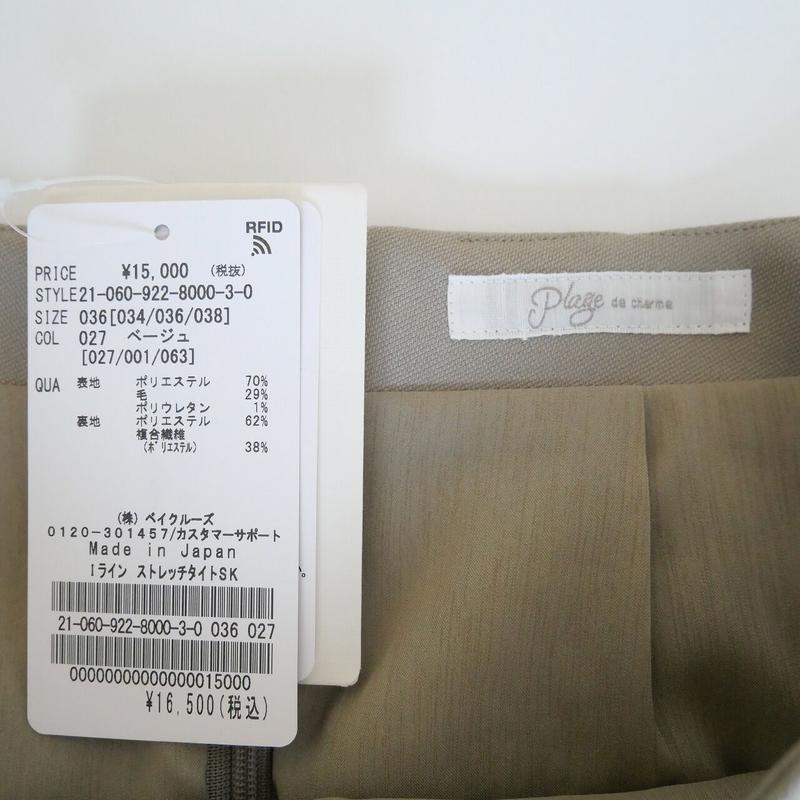 RFID
PRICE ¥15,000 (税抜)
STYLE21-060-922-8000-3-0
SIZE 036[034/036/038]
COL 027 ベージュ
[027/001/063]
QUA 表地 ポリエステル 70%
毛 29%
ポリウレタン 1%
裏地 ポリエステル 62%
複合繊維
(ポリエステル) 38%
(株) ベイクルーズ
0120-301457/カスタマーサポート
Made in Japan
Iライン ストレッチタイトSK
21-060-922-8000-3-0 036 027
00000000000000015000
¥16,500(税込)
Plage de charme